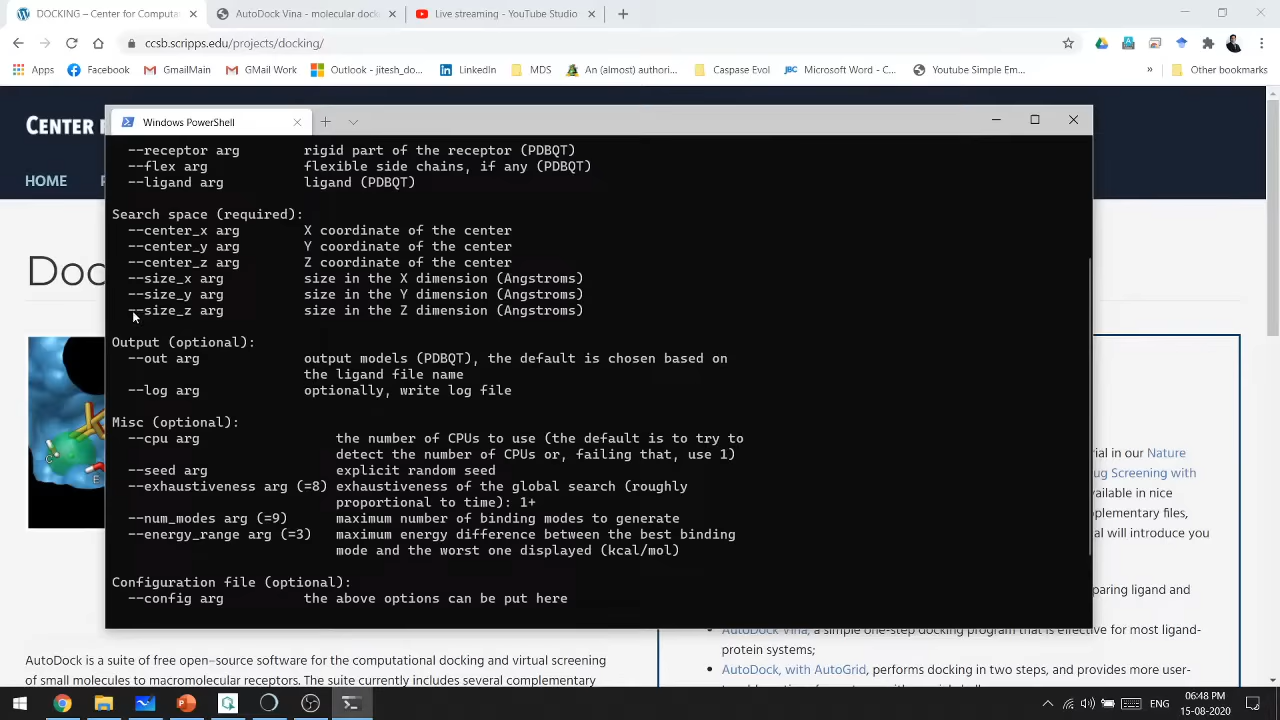 DOCKING – Center for Computa
AutoDock Vina - molecular dock
Live streaming - YouTube Studio
ccsb.scripps.edu/projects/docking/
Apps
Facebook
GmailMain
GMail Work
Outlook - jitesh_do...
LinkedIn
MDS
An (almost) authori...
Caspase Evol
JBC
Microsoft Word - C...
Youtube Simple Em...
»
Other bookmarks
CENTER
HOME
Windows PowerShell
--receptor arg rigid part of the receptor (PDBQT)
--flex arg flexible side chains, if any (PDBQT)
--ligand arg ligand (PDBQT)
Search space (required):
--center_x arg X coordinate of the center
--center_y arg Y coordinate of the center
--center_z arg Z coordinate of the center
--size_x arg size in the X dimension (Angstroms)
--size_y arg size in the Y dimension (Angstroms)
--size_z arg size in the Z dimension (Angstroms)
Output (optional):
--out arg output models (PDBQT), the default is chosen based on
the ligand file name
--log arg optionally, write log file
Misc (optional):
--cpu arg the number of CPUs to use (the default is to try to
detect the number of CPUs or, failing that, use 1)
--seed arg explicit random seed
--exhaustiveness arg (=8) exhaustiveness of the global search (roughly
proportional to time): 1+
--num_modes arg (=9) maximum number of binding modes to generate
--energy_range arg (=3) maximum energy difference between the best binding
mode and the worst one displayed (kcal/mol)
Configuration file (optional):
--config arg the above options can be put here
Doc
C
E
rial in our Nature
ug Screening with
vailable in nice
plementary files,
al will introduce you
paring ligand and
AutoDock Vina, a simple one-step docking program that is effective for most ligand-
protein systems;
AutoDock, with AutoGrid, performs docking in two steps, and provides more user-
AutoDock is a suite of free open–source software for the computational docking and virtual screening
of small molecules to macromolecular receptors. The suite currently includes several complementary
ENG
06:48 PM
15-08-2020